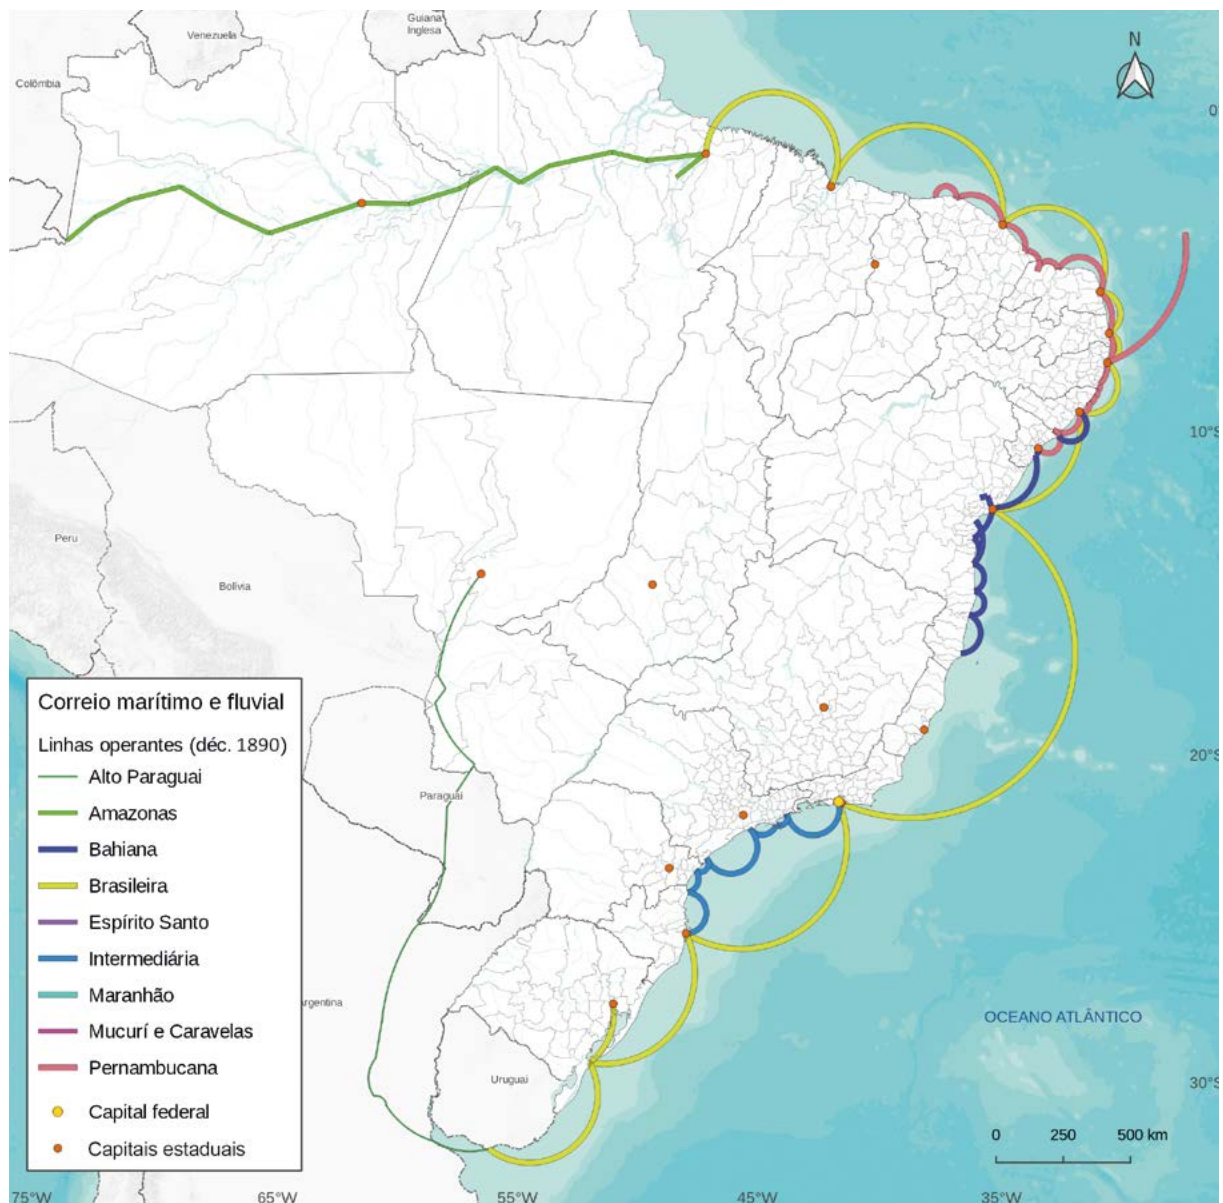 Guiana
Inglesa
Venezuela
N
Colômbia
0
10°S
Peru
Bolívia
Correio marítimo e fluvial
Linhas operantes (déc. 1890)
Alto Paraguai
Amazonas
Bahiana
Brasileira
Espírito Santo
Intermediária
Maranhão
Mucurí e Caravelas
Pernambucana
Capital federal
Capitais estaduais
20°S
Paraguai
Argentina
OCEANO ATLÂNTICO
Uruguai
30°S
0 250 500 km
75°W 65°W 55°W 45°W 35°W